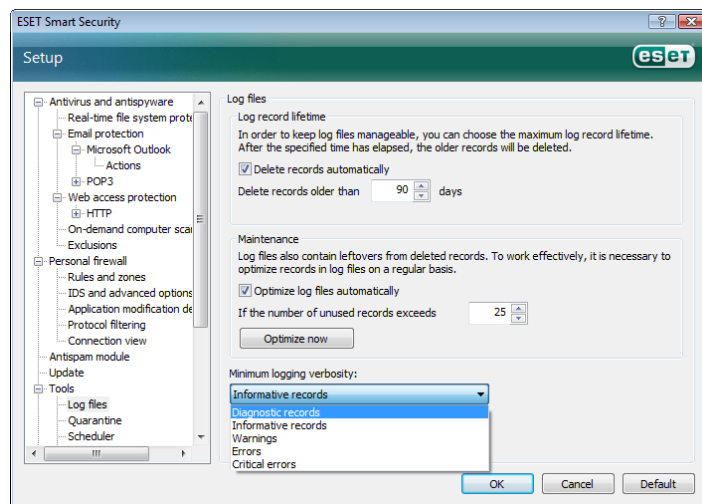 ESET Smart Security
Setup
eseT
Antivirus and antispyware
Real-time file system prote
Email protection
Microsoft Outlook
Actions
POP3
Web access protection
HTTP
On-demand computer scan
Exclusions
Personal firewall
Rules and zones
IDS and advanced options
Application modification de
Protocol filtering
Connection view
Antispam module
Update
Tools
Log files
Quarantine
Scheduler
Log files
Log record lifetime
In order to keep log files manageable, you can choose the maximum log record lifetime.
After the specified time has elapsed, the older records will be deleted.
Delete records automatically
Delete records older than 90 days
Maintenance
Log files also contain leftovers from deleted records. To work effectively, it is necessary to
optimize records in log files on a regular basis.
Optimize log files automatically
If the number of unused records exceeds 25
Optimize now
Minimum logging verbosity:
Informative records
Diagnostic records
Informative records
Warnings
Errors
Critical errors
OK Cancel Default